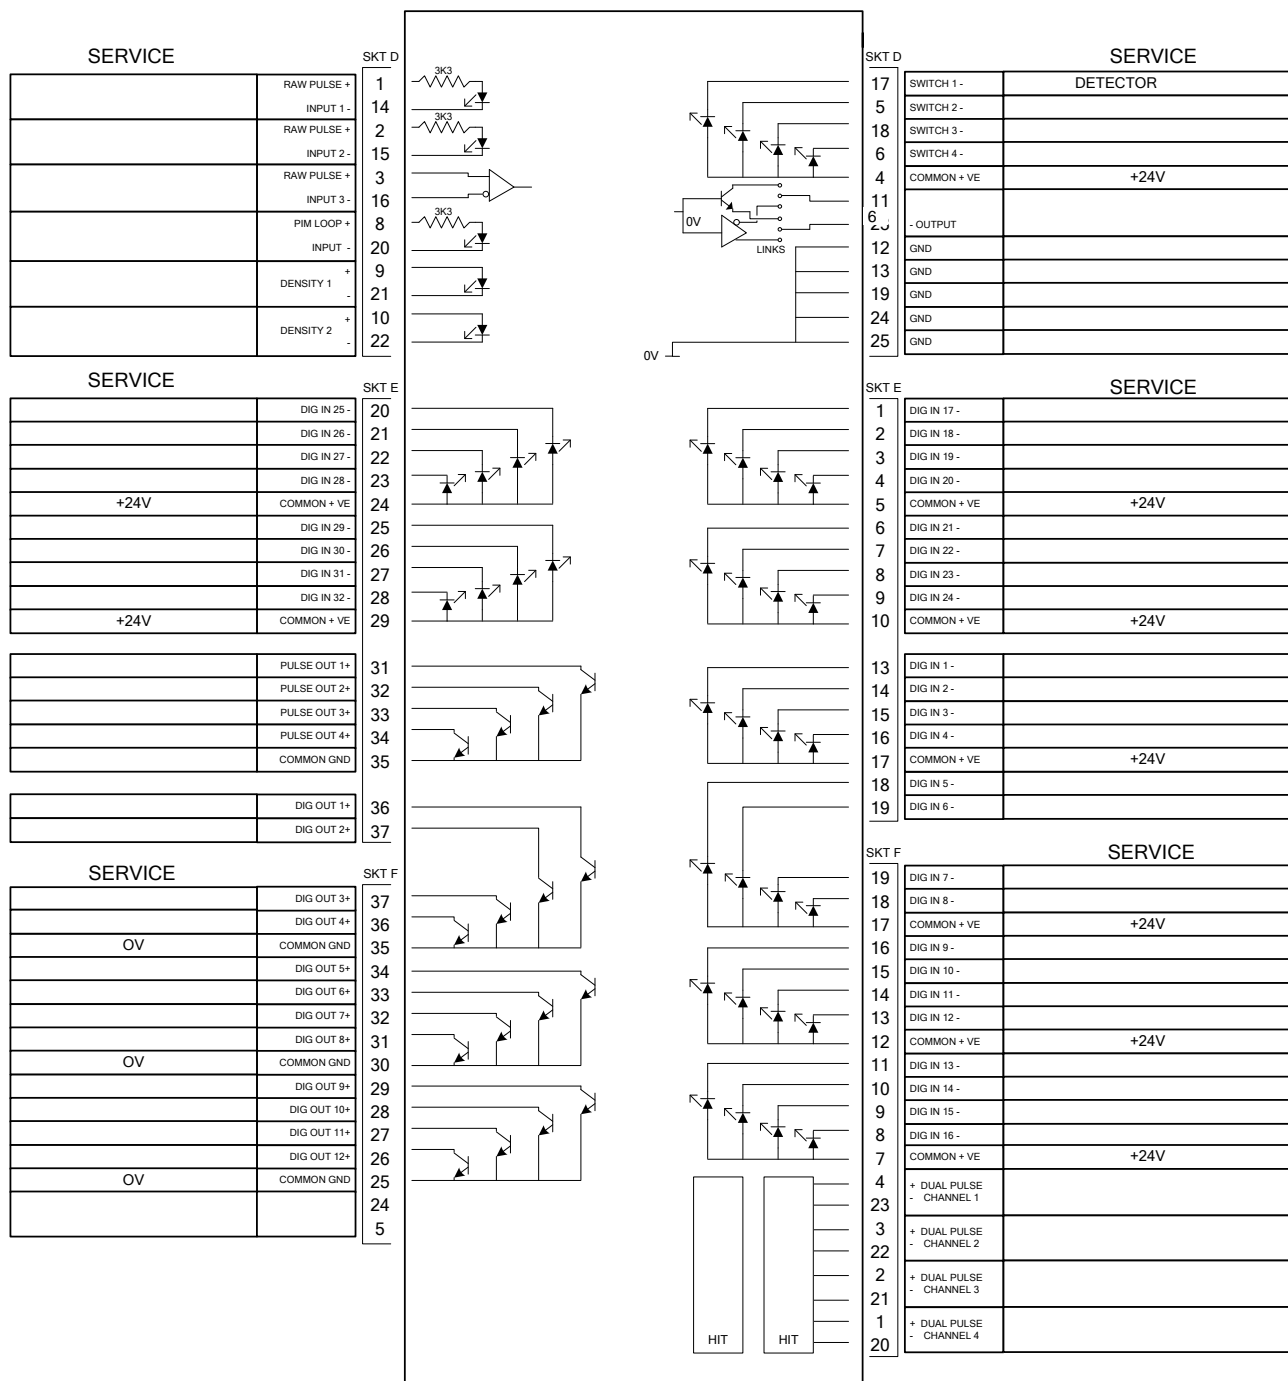 SERVICE
SKT D
RAW PULSE + 1
3K3
INPUT 1 - 14
RAW PULSE + 2
3K3
INPUT 2 - 15
RAW PULSE + 3
INPUT 3 - 16
PIM LOOP + 8
3K3
INPUT - 20
+ 9
DENSITY 1
- 21
+ 10
DENSITY 2
- 22
SERVICE
SKT E
DIG IN 25 - 20
DIG IN 26 - 21
DIG IN 27 - 22
DIG IN 28 - 23
+24V COMMON + VE 24
DIG IN 29 - 25
DIG IN 30 - 26
DIG IN 31 - 27
DIG IN 32 - 28
+24V COMMON + VE 29
PULSE OUT 1+ 31
PULSE OUT 2+ 32
PULSE OUT 3+ 33
PULSE OUT 4+ 34
COMMON GND 35
DIG OUT 1+ 36
DIG OUT 2+ 37
SERVICE
SKT F
DIG OUT 3+ 37
DIG OUT 4+ 36
OV COMMON GND 35
DIG OUT 5+ 34
DIG OUT 6+ 33
DIG OUT 7+ 32
DIG OUT 8+ 31
OV COMMON GND 30
DIG OUT 9+ 29
DIG OUT 10+ 28
DIG OUT 11+ 27
DIG OUT 12+ 26
OV COMMON GND 25
24
5
SKT D
SERVICE
17 SWITCH 1 - DETECTOR
5 SWITCH 2 -
18 SWITCH 3 -
6 SWITCH 4 -
4 COMMON + VE +24V
11
0V
6
- OUTPUT
LINKS
12 GND
13 GND
19 GND
24 GND
25 GND
0V
SKT E
SERVICE
1 DIG IN 17 -
2 DIG IN 18 -
3 DIG IN 19 -
4 DIG IN 20 -
5 COMMON + VE +24V
6 DIG IN 21 -
7 DIG IN 22 -
8 DIG IN 23 -
9 DIG IN 24 -
10 COMMON + VE +24V
13 DIG IN 1 -
14 DIG IN 2 -
15 DIG IN 3 -
16 DIG IN 4 -
17 COMMON + VE +24V
18 DIG IN 5 -
19 DIG IN 6 -
SKT F
SERVICE
19 DIG IN 7 -
18 DIG IN 8 -
17 COMMON + VE +24V
16 DIG IN 9 -
15 DIG IN 10 -
14 DIG IN 11 -
13 DIG IN 12 -
12 COMMON + VE +24V
11 DIG IN 13 -
10 DIG IN 14 -
9 DIG IN 15 -
8 DIG IN 16 -
7 COMMON + VE +24V
4 + DUAL PULSE
23 - CHANNEL 1
3 + DUAL PULSE
22 - CHANNEL 2
2 + DUAL PULSE
21 - CHANNEL 3
1 + DUAL PULSE
20 - CHANNEL 4
HIT HIT